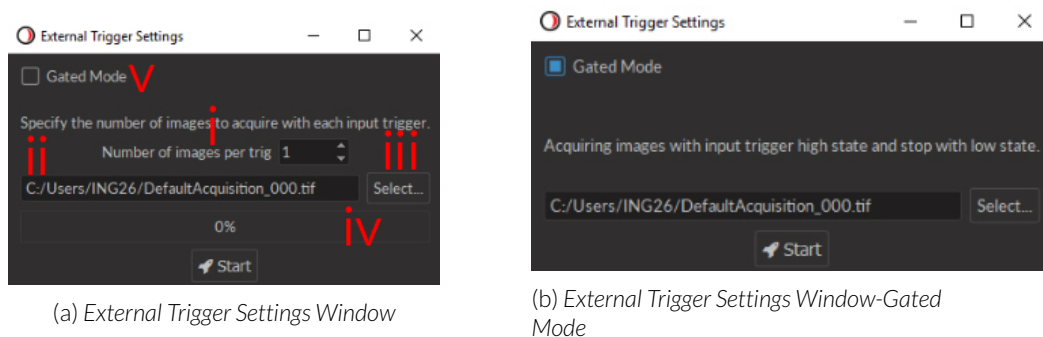 External Trigger Settings
Gated Mode
v
i
Specify the number of images to acquire with each input trigger.
ii
iii
Number of images per trig 1
C:/Users/ING26/DefaultAcquisition_000.tif Select...
iv
0%
Start
(a) External Trigger Settings Window
External Trigger Settings
Gated Mode
Acquiring images with input trigger high state and stop with low state.
C:/Users/ING26/DefaultAcquisition_000.tif Select...
Start
(b) External Trigger Settings Window-Gated
Mode